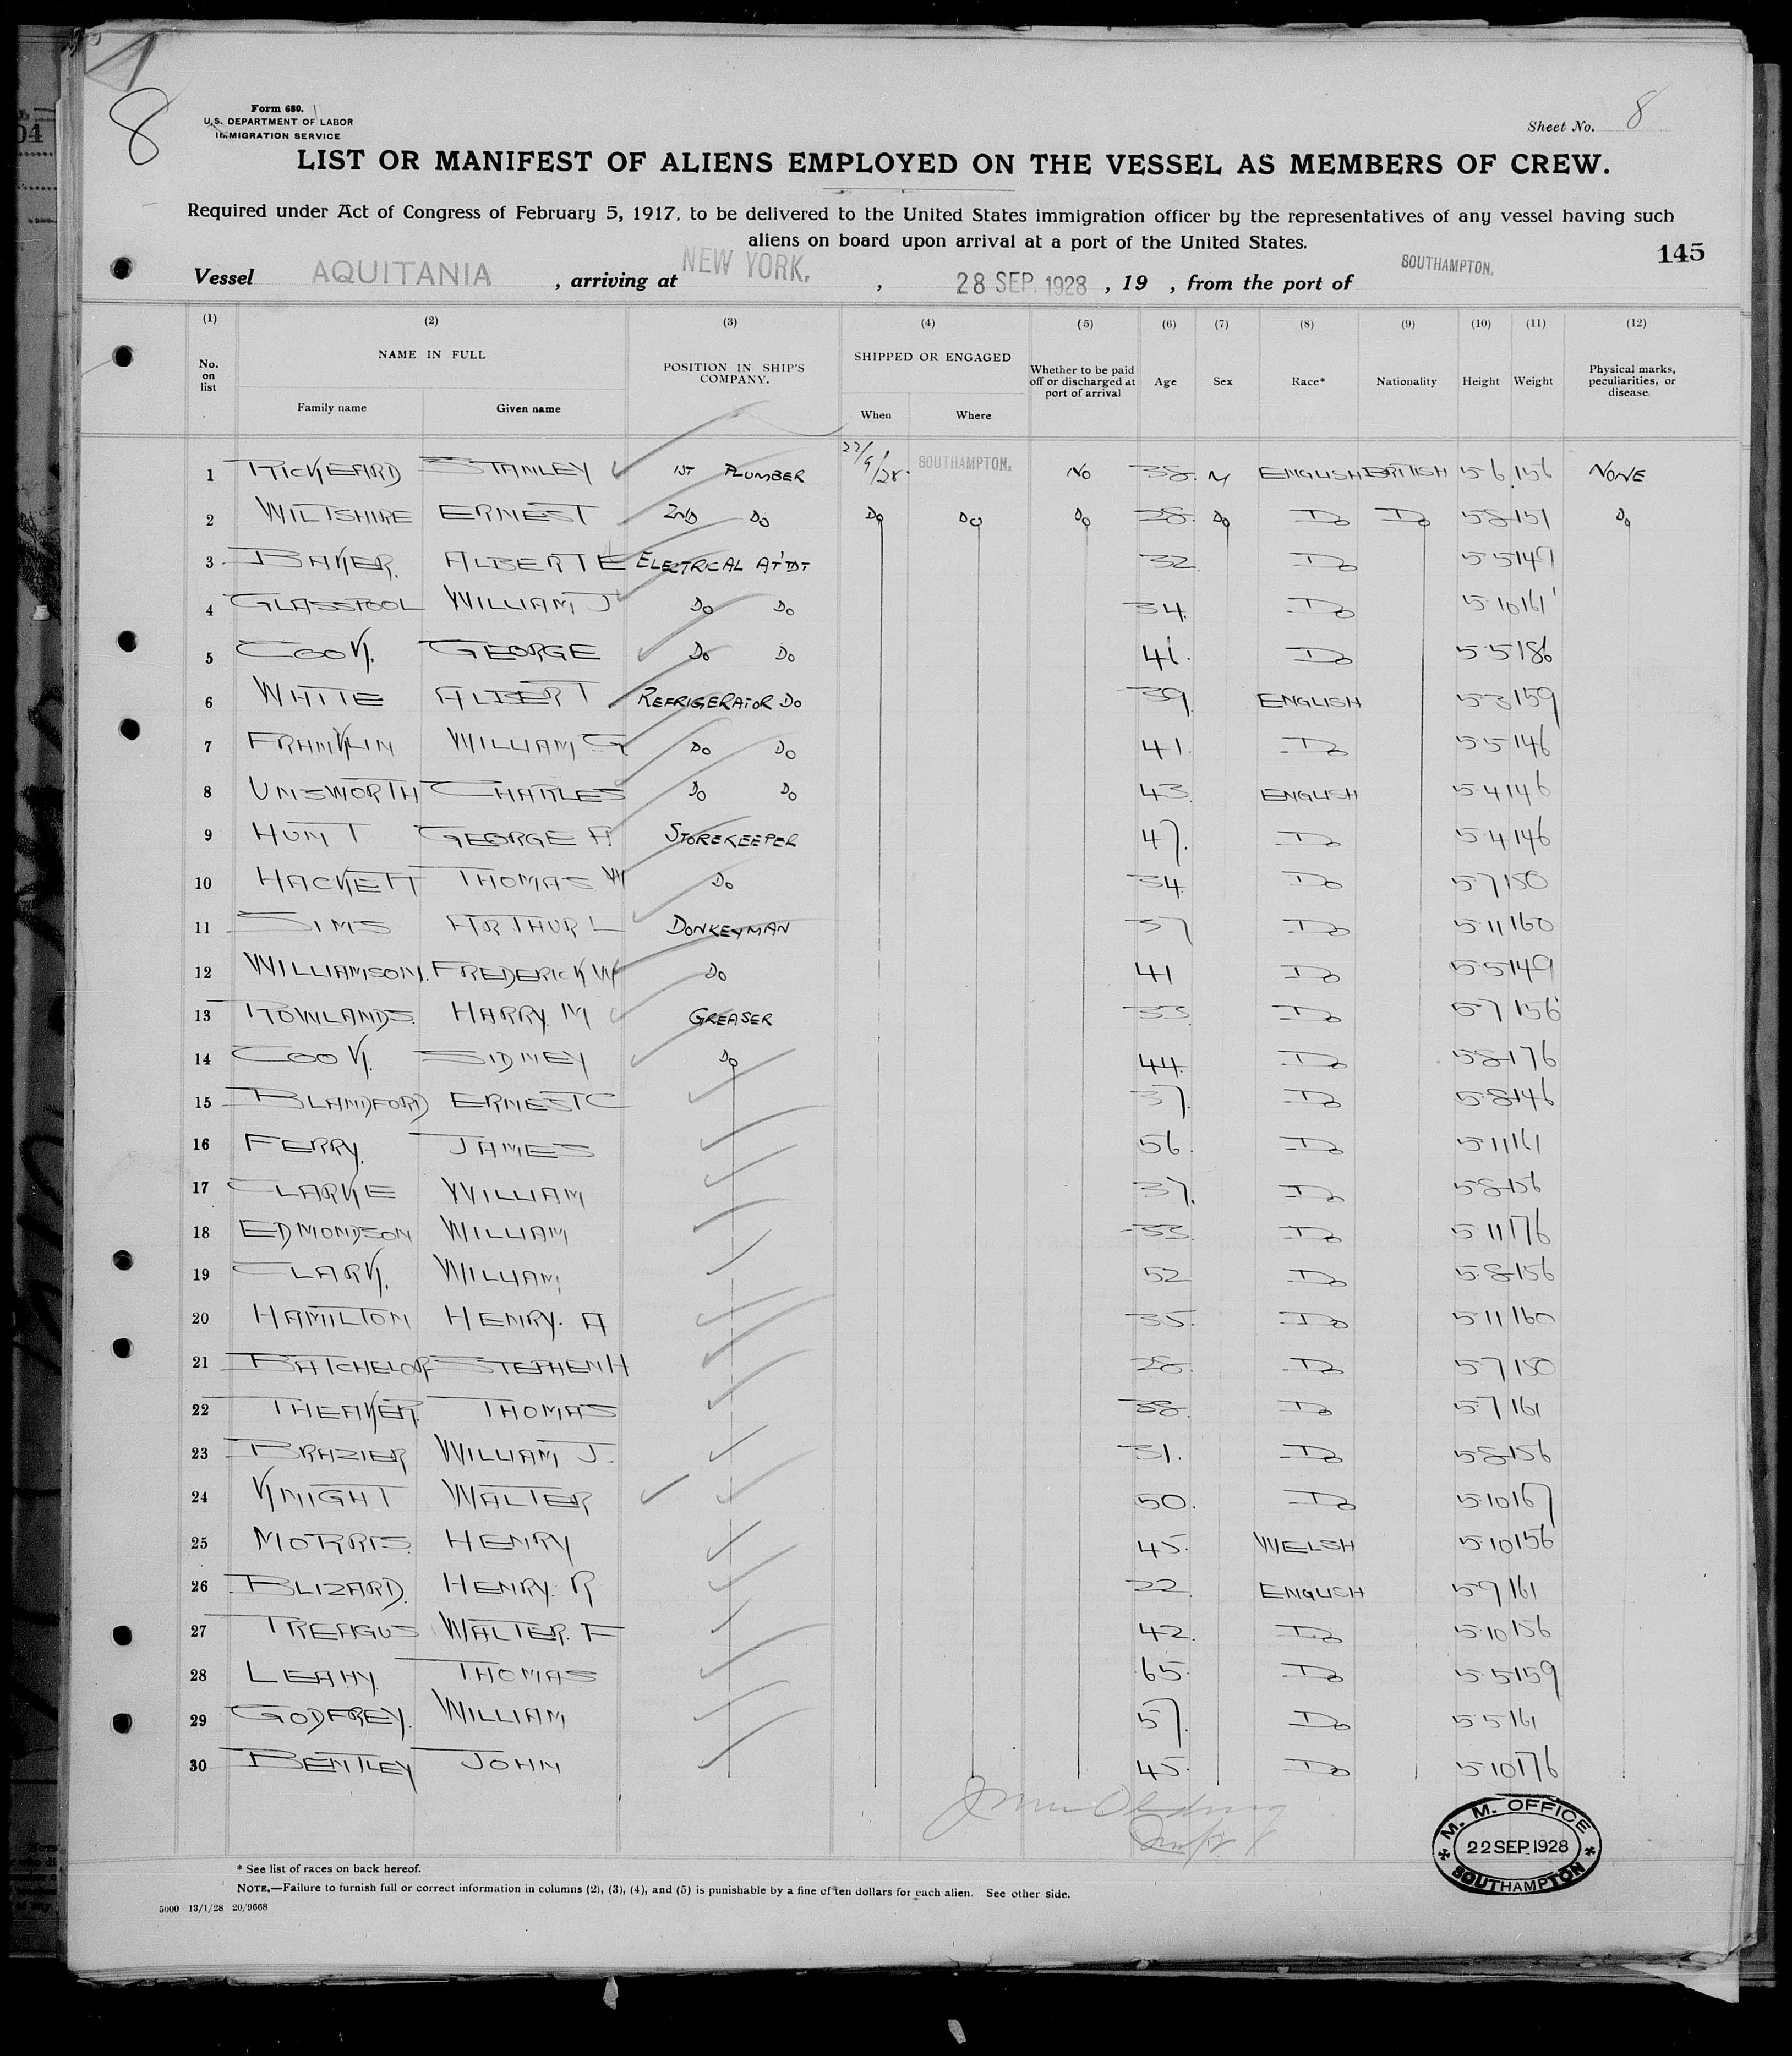 8
Form 689.
U.S. DEPARTMENT OF LABOR
IMMIGRATION SERVICE
Sheet No. 8
LIST OR MANIFEST OF ALIENS EMPLOYED ON THE VESSEL AS MEMBERS OF CREW.
Required under Act of Congress of February 5, 1917, to be delivered to the United States immigration officer by the representatives of any vessel having such
aliens on board upon arrival at a port of the United States.
145
Vessel AQUITANIA , arriving at NEW YORK. , 28 SEP. 1928 , 19 , from the port of SOUTHAMPTON.
(1) (2) (3) (4) (5) (6) (7) (8) (9) (10) (11) (12)
No. on list NAME IN FULL POSITION IN SHIP'S COMPANY. SHIPPED OR ENGAGED Whether to be paid off or discharged at port of arrival Age Sex Race* Nationality Height Weight Physical marks, peculiarities, or disease.
Family name Given name When Where
1 RICKEARD STANLEY 1ST PLUMBER 22/9/28. SOUTHAMPTON. NO 38. M ENGLISH BRITISH 5·6 156 NONE
2 WILTSHIRE ERNEST 2ND DO DO DO DO 28. DO DO DO 5·8 151 DO
3 BAKER. ALBERT E ELECTRICAL AT'DT 32 DO 5·5 149
4 GLASSPOOL WILLIAM J DO DO 34. DO 5·10 161
5 COOK. GEORGE DO DO 41. DO 5·5 186
6 WHITE ALBERT REFRIGERATOR DO 39 ENGLISH 5·3 159
7 FRANKLIN WILLIAM G DO DO 41. DO 5·5 146
8 UNSWORTH CHARLES DO DO 43 ENGLISH 5·4 146
9 HUNT GEORGE A STOREKEEPER 47. DO 5·4 146
10 HACKETT THOMAS W DO 34. DO 5·7 150
11 SIMS ARTHUR L DONKEYMAN 37 DO 5·11 160
12 WILLIAMSON. FREDERICK W DO 41 DO 5·5 149
13 ROWLANDS. HARRY. M GREASER 33 DO 5·7 156
14 COOK. SIDNEY DO 44. DO 5·8 176
15 BLANDFORD ERNEST C 37. DO 5·8 146
16 FERRY. JAMES 56. DO 5·11 161
17 CLARKE WILLIAM 37. DO 5·8 156
18 EDMONDSON WILLIAM 33 DO 5·11 176
19 CLARK. WILLIAM 52 DO 5·8 156
20 HAMILTON HENRY. A 35. DO 5·11 160
21 BATCHELOR STEPHEN H 28. DO 5·7 150
22 THEAKER. THOMAS 38. DO 5·7 161
23 BRAZIER WILLIAM J. 31. DO 5·8 156
24 KNIGHT WALTER 50. DO 5·10 167
25 MORRIS. HENRY 45. WELSH 5·10 156
26 BLIZARD. HENRY. R 22 ENGLISH 5·9 161
27 TREAGUS WALTER. F 42. DO 5·10 156
28 LEAHY. THOMAS 65. DO 5·5 159
29 GODFREY. WILLIAM 57. DO 5·5 161
30 BENTLEY JOHN 45. DO 5·10 176
M. M. OFFICE
22 SEP. 1928
SOUTHAMPTON
* See list of races on back hereof.
NOTE.—Failure to furnish full or correct information in columns (2), (3), (4), and (5) is punishable by a fine of ten dollars for each alien. See other side.
5000 13/1/28 20/9668